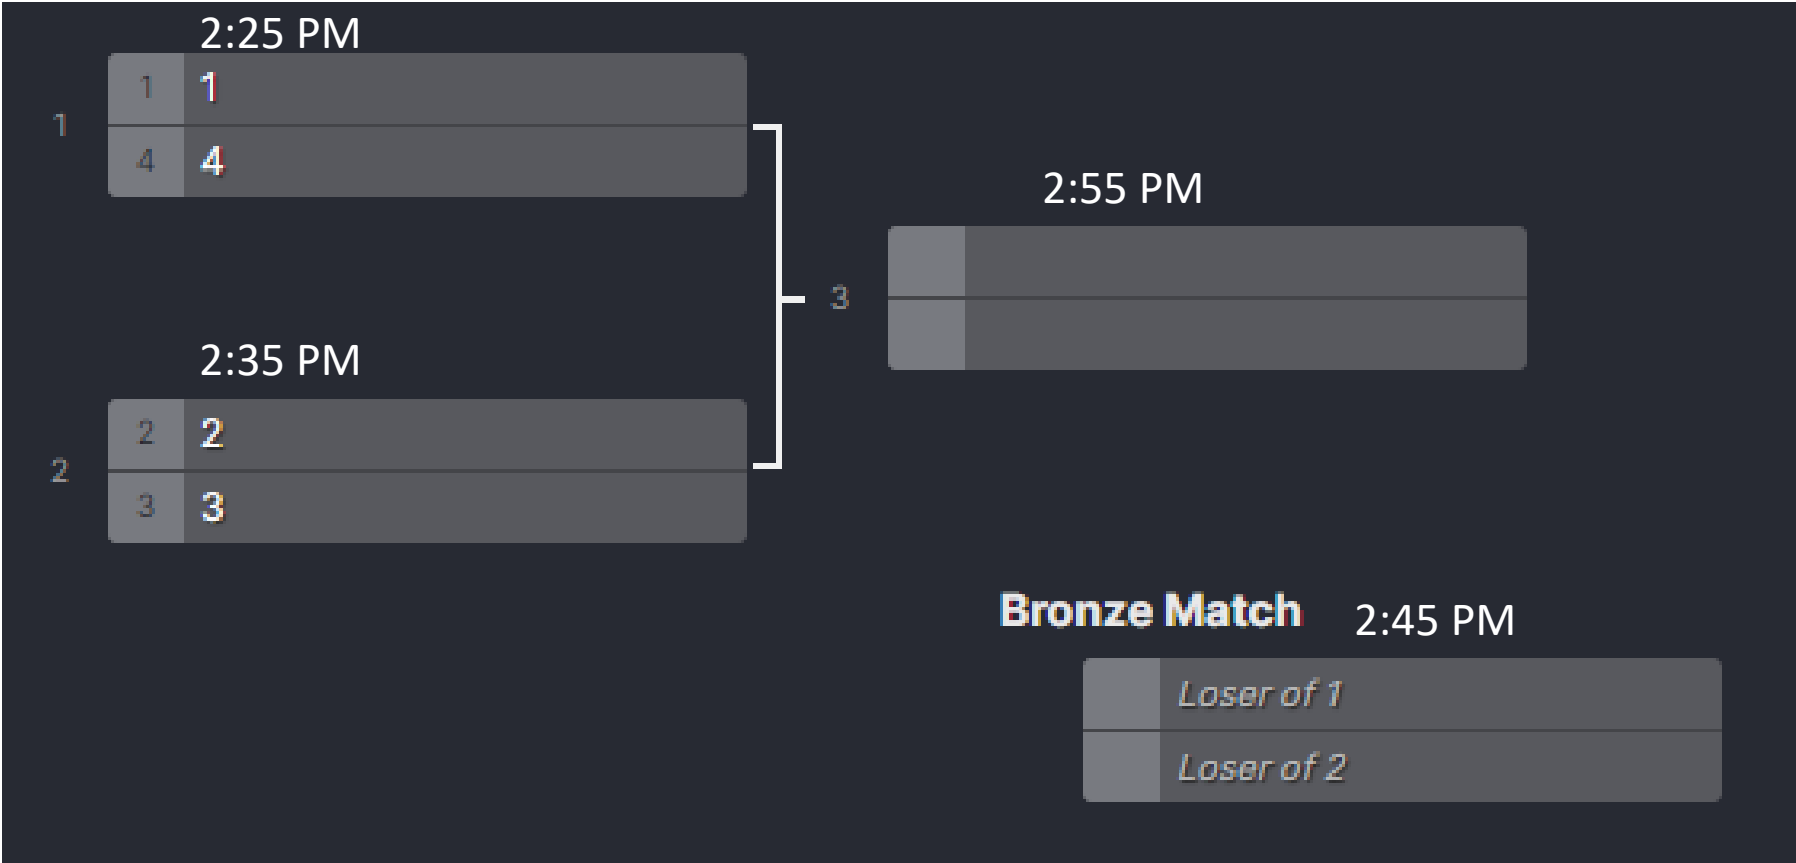 2:25 PM
1
1 1
4 4
2:55 PM
3
2:35 PM
2
2 2
3 3
Bronze Match 2:45 PM
Loser of 1
Loser of 2